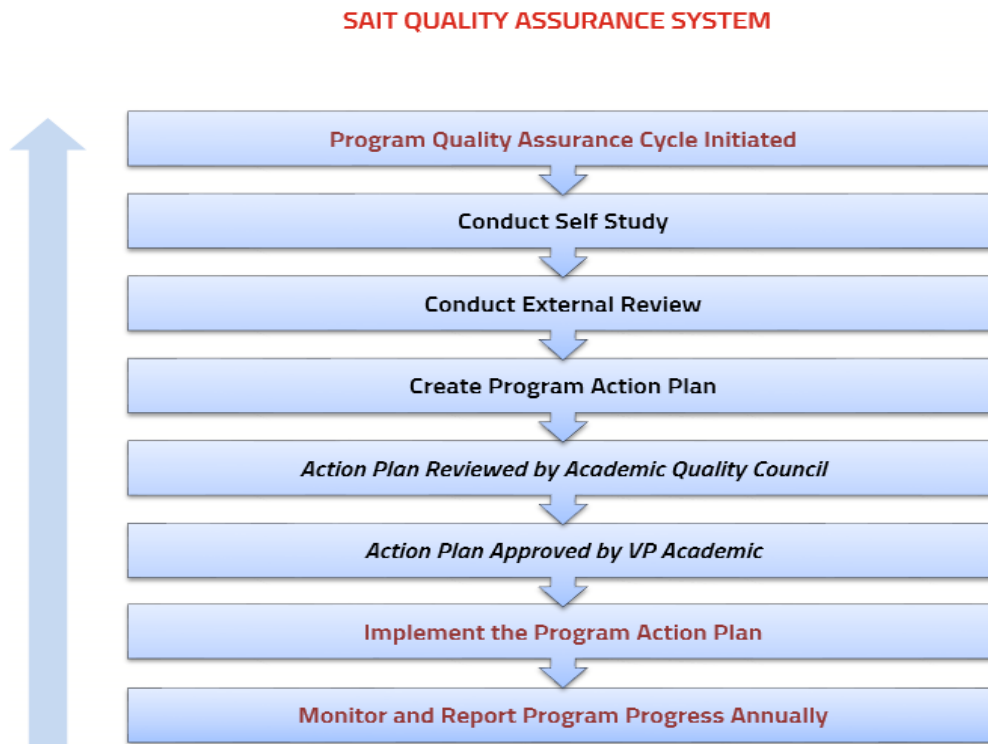 SAIT QUALITY ASSURANCE SYSTEM
Program Quality Assurance Cycle Initiated
Conduct Self Study
Conduct External Review
Create Program Action Plan
Action Plan Reviewed by Academic Quality Council
Action Plan Approved by VP Academic
Implement the Program Action Plan
Monitor and Report Program Progress Annually